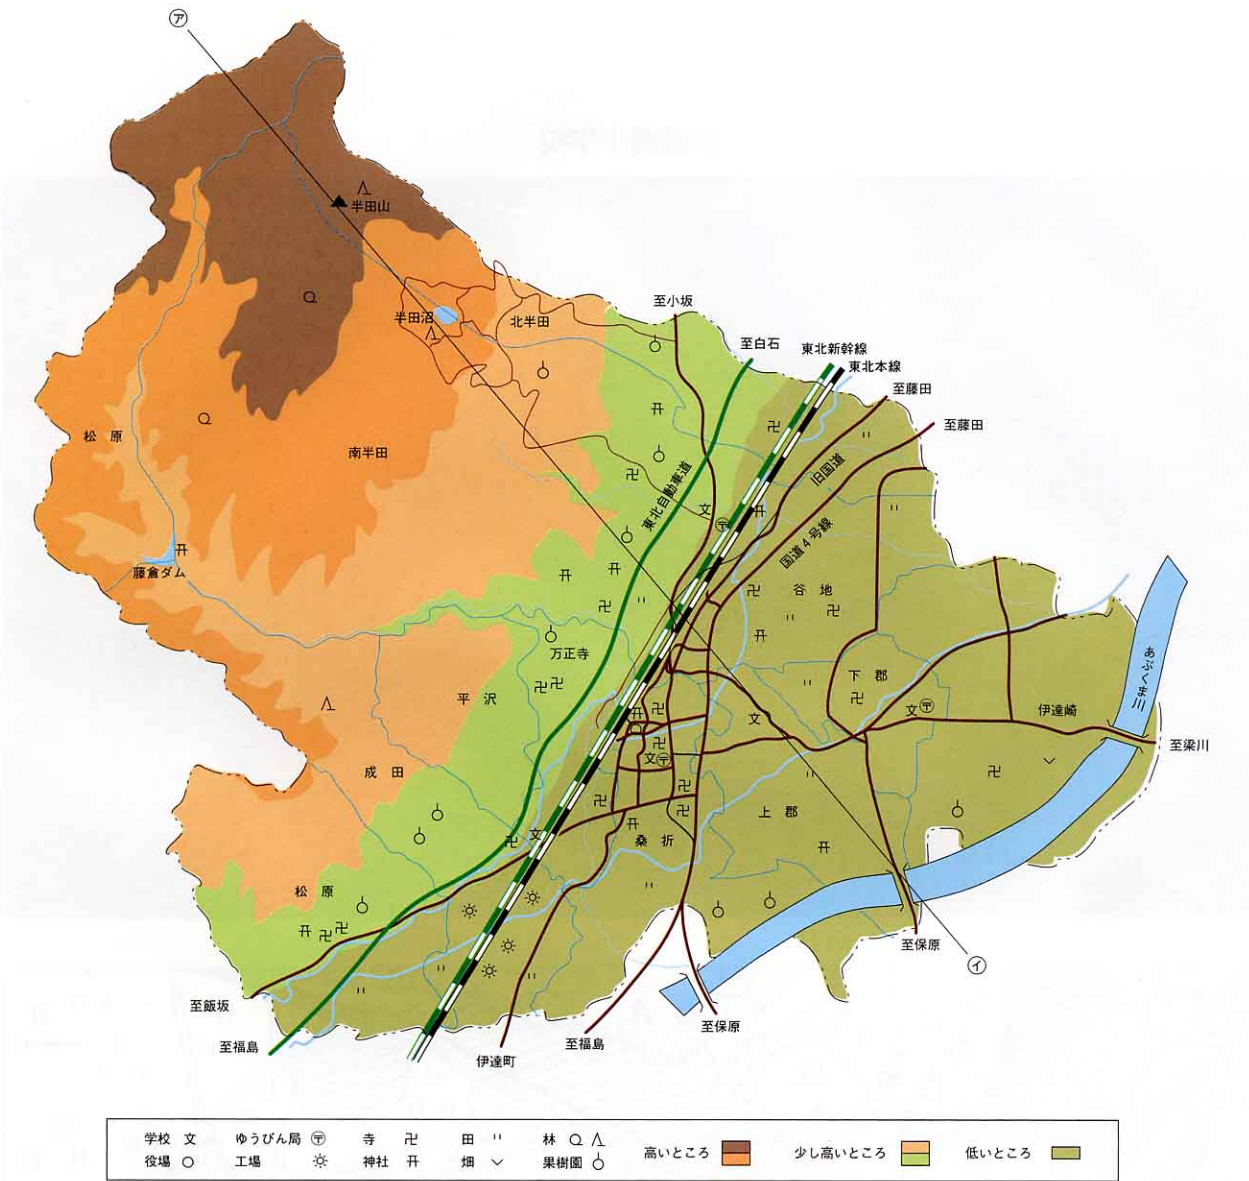 ㋐
半田山
至小坂
半田沼
北半田
至白石
東北新幹線
東北本線
至藤田
至藤田
松原
南半田
東北自動車道
旧国道
国道4号線
藤倉ダム
谷地
万正寺
下郡
あぶくま川
平沢
伊達崎
至梁川
成田
上郡
桑折
松原
至保原
㋑
至飯坂
至保原
至福島
至福島
伊達町
学校 文 ゆうびん局 〶 寺 卍 田 林 高いところ 少し高いところ 低いところ
役場 工場 神社 畑 果樹園